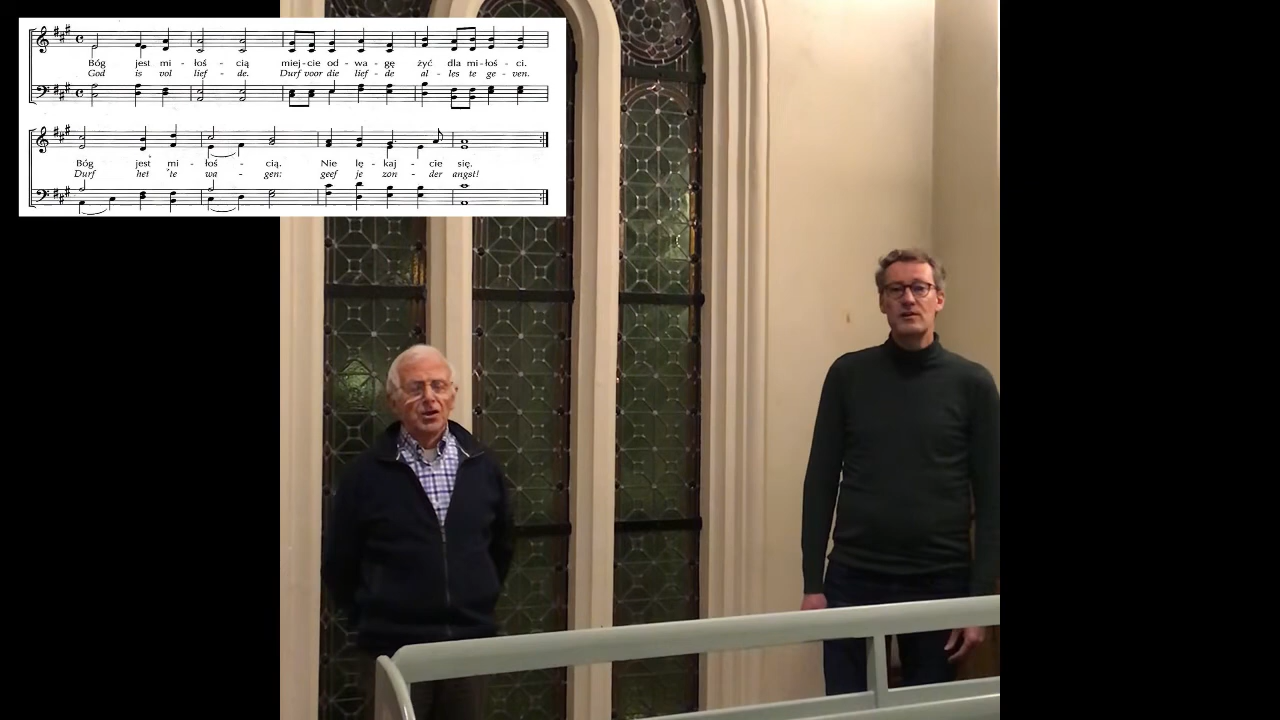 Bóg jest mi - łoś - cią miej - cie od - wa - gę żyć dla mi - łoś - ci.
God is vol lief - de. Durf voor die lief - de al - les te ge - ven.
Bóg jest mi - łoś - cią. Nie lę - kaj - cie się.
Durf het 'te wa - gen: geef je zon - der angst!